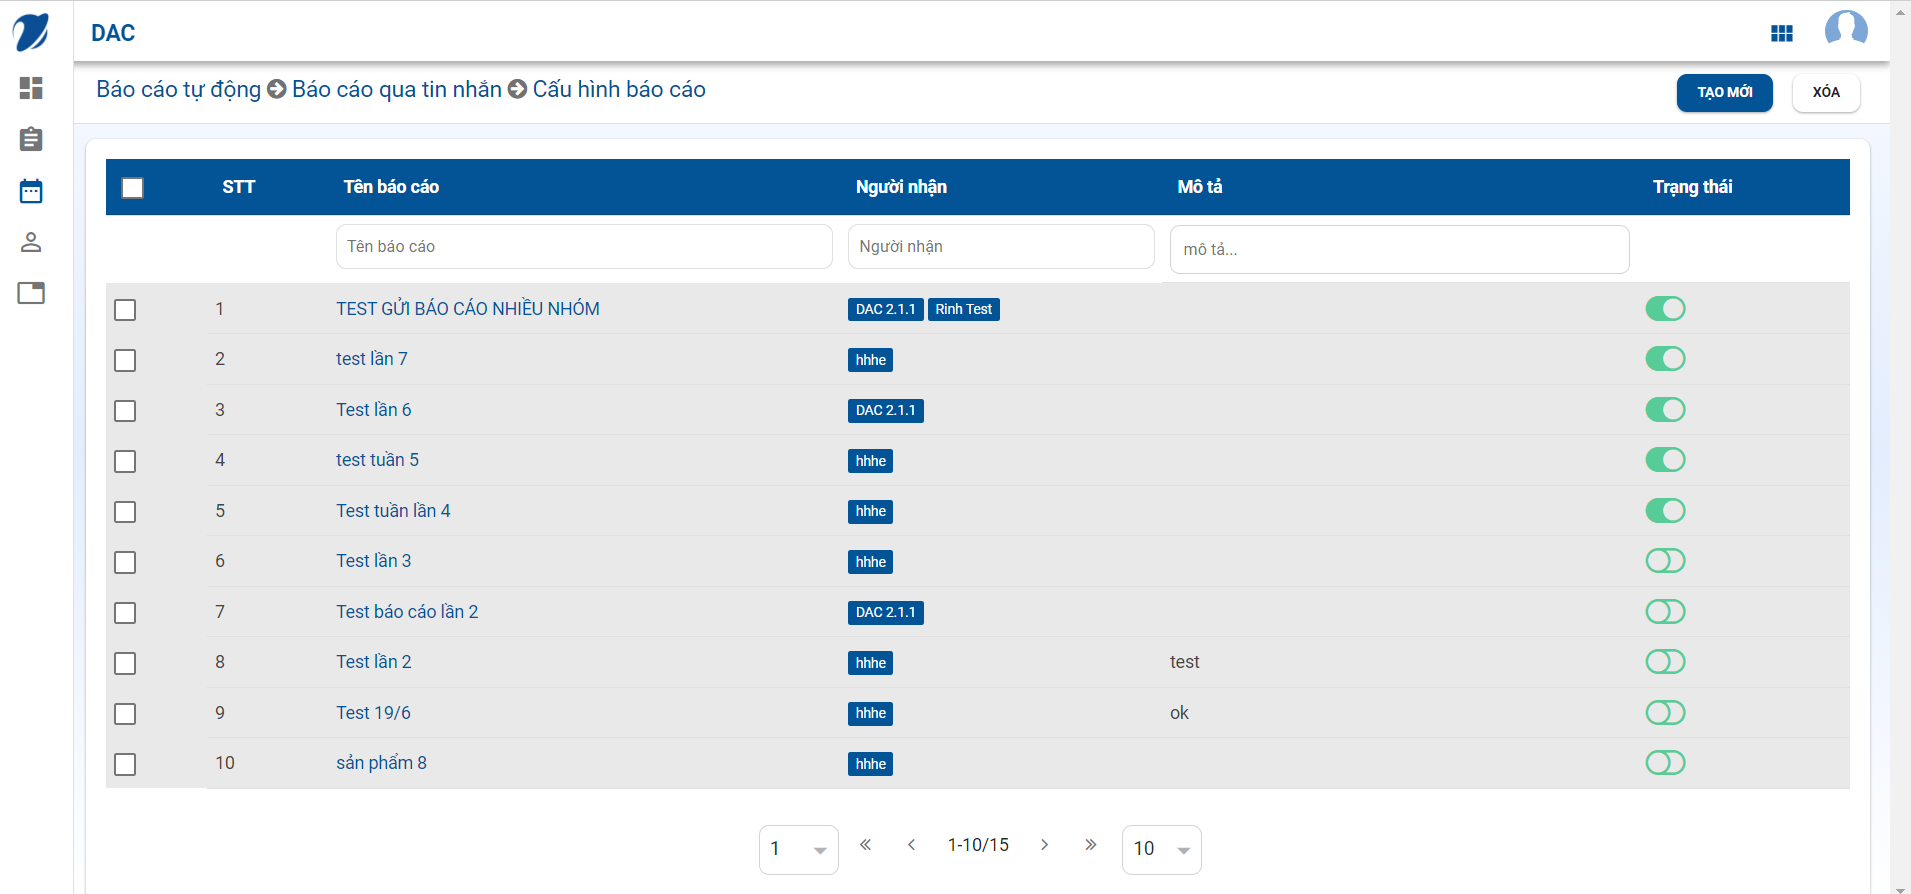 DAC
Báo cáo tự động Báo cáo qua tin nhắn Cấu hình báo cáo
TẠO MỚI XÓA
STT Tên báo cáo Người nhận Mô tả Trạng thái
Tên báo cáo Người nhận mô tả...
1 TEST GỬI BÁO CÁO NHIỀU NHÓM DAC 2.1.1 Rinh Test
2 test lần 7 hhhe
3 Test lần 6 DAC 2.1.1
4 test tuần 5 hhhe
5 Test tuần lần 4 hhhe
6 Test lần 3 hhhe
7 Test báo cáo lần 2 DAC 2.1.1
8 Test lần 2 hhhe test
9 Test 19/6 hhhe ok
10 sản phẩm 8 hhhe
1 « ‹ 1-10/15 › » 10